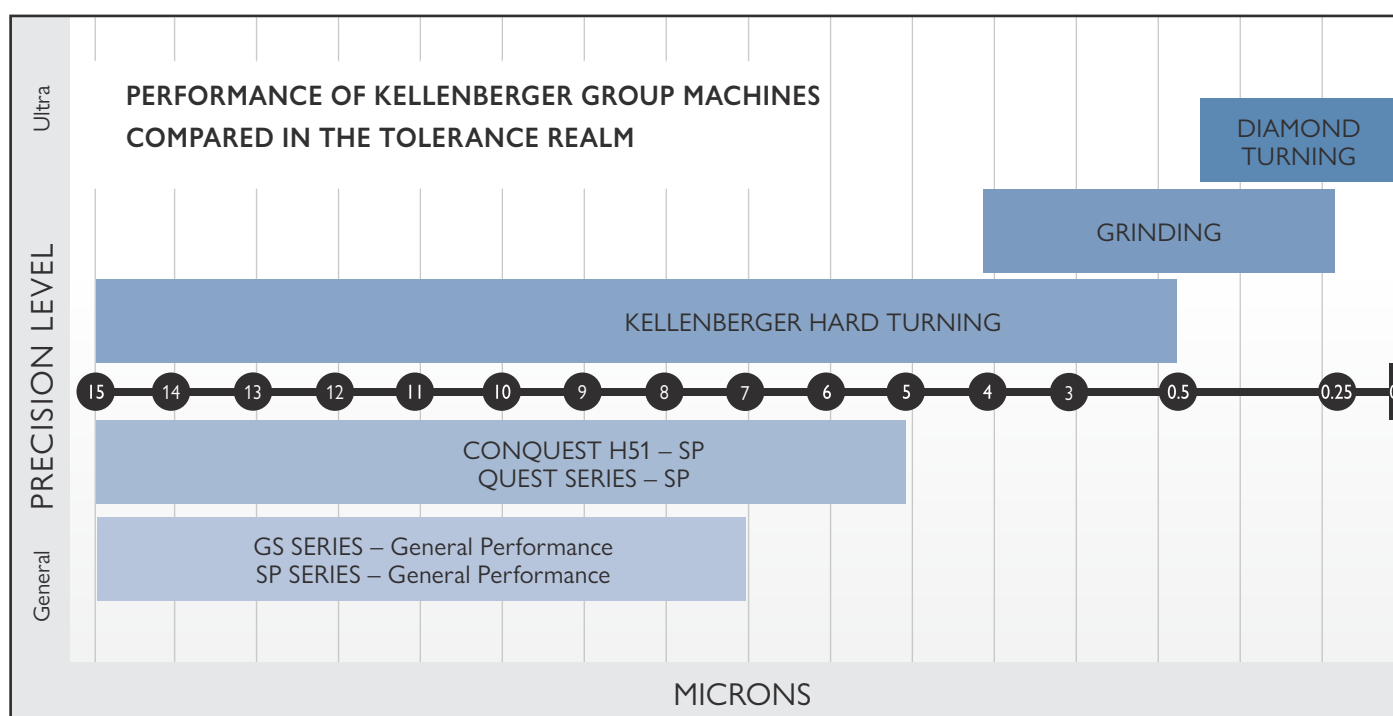 PERFORMANCE OF KELLENBERGER GROUP MACHINES
COMPARED IN THE TOLERANCE REALM
Ultra
PRECISION LEVEL
General
DIAMOND
TURNING
GRINDING
KELLENBERGER HARD TURNING
15 14 13 12 11 10 9 8 7 6 5 4 3 0.5 0.25
CONQUEST H51 – SP
QUEST SERIES – SP
GS SERIES – General Performance
SP SERIES – General Performance
MICRONS